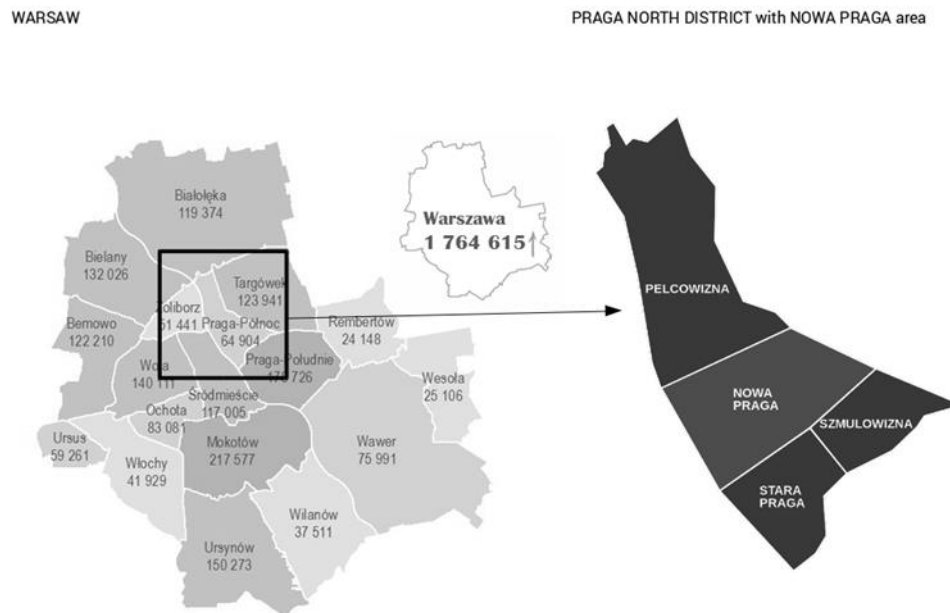 WARSAW
PRAGA NORTH DISTRICT with NOWA PRAGA area
Białołęka
119 374
Bielany
132 026
Targówek
123 941
Żoliborz
51 441
Praga-Północ
64 904
Bemowo
122 210
Rembertów
24 148
Wola
140 111
Praga-Południe
726
Wesoła
25 106
Śródmieście
117 005
Ochota
83 081
Ursus
59 261
Włochy
41 929
Mokotów
217 577
Wawer
75 991
Wilanów
37 511
Ursynów
150 273
Warszawa
1 764 615
PELCOWIZNA
NOWA
PRAGA
SZMULOWIZNA
STARA
PRAGA